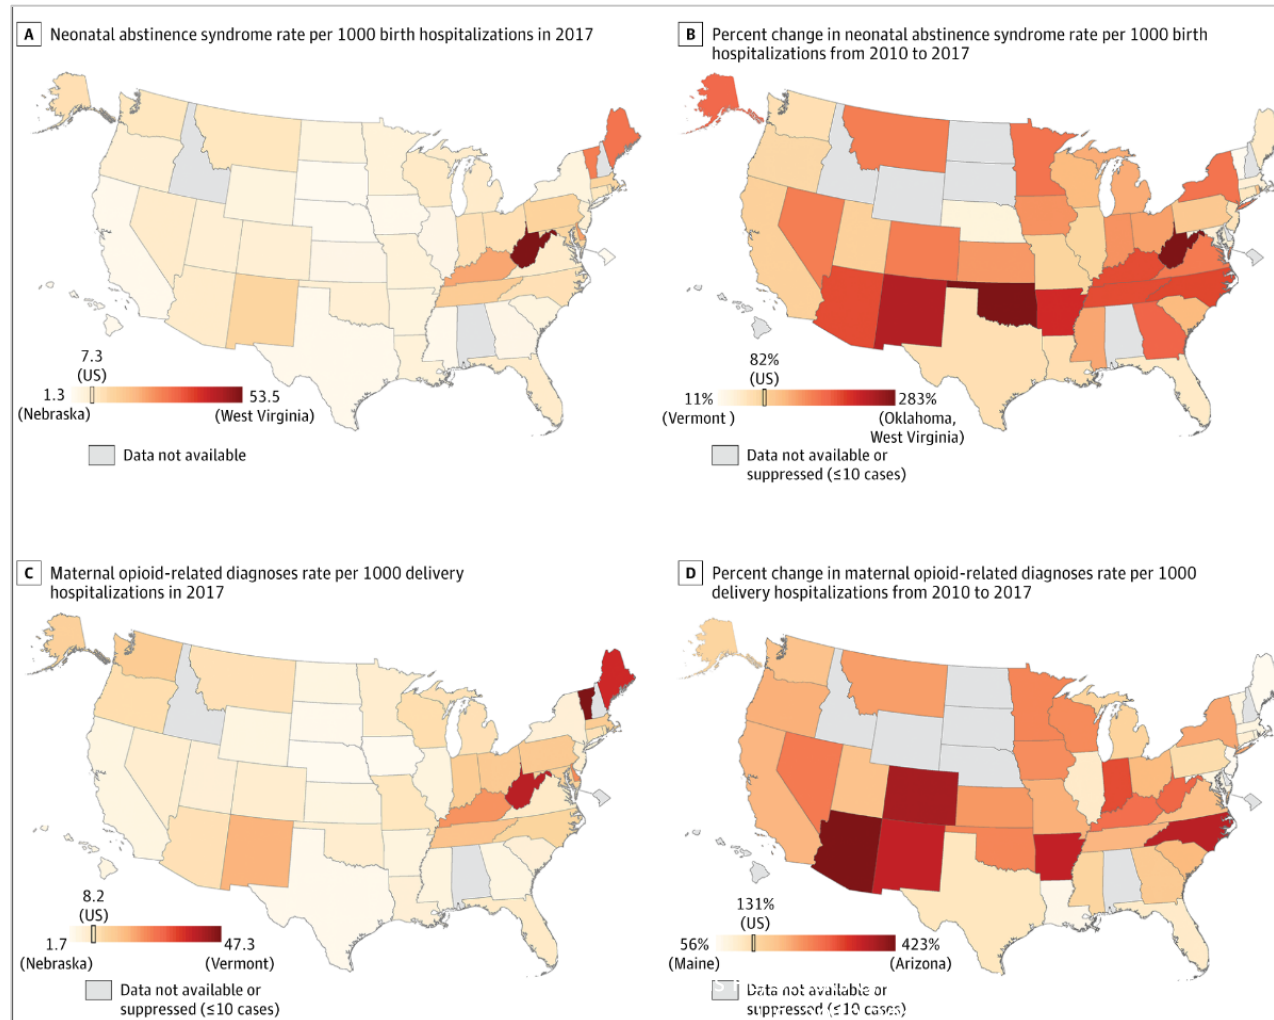 A Neonatal abstinence syndrome rate per 1000 birth hospitalizations in 2017
7.3
(US)
1.3
53.5
(Nebraska)
(West Virginia)
Data not available
B Percent change in neonatal abstinence syndrome rate per 1000 birth
hospitalizations from 2010 to 2017
82%
(US)
11%
283%
(Vermont )
(Oklahoma,
West Virginia)
Data not available or
suppressed (≤10 cases)
C Maternal opioid-related diagnoses rate per 1000 delivery
hospitalizations in 2017
8.2
(US)
1.7
47.3
(Nebraska)
(Vermont)
Data not available or
suppressed (≤10 cases)
D Percent change in maternal opioid-related diagnoses rate per 1000
delivery hospitalizations from 2010 to 2017
131%
(US)
56%
423%
(Maine)
(Arizona)
Data not available or
suppressed (≤10 cases)